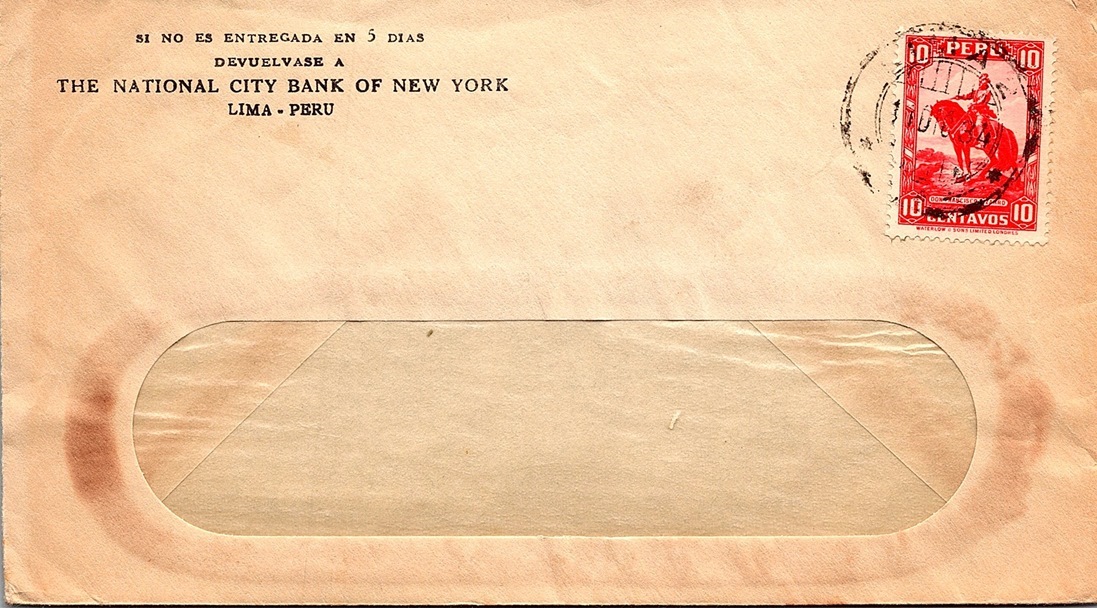 SI NO ES ENTREGADA EN 5 DIAS
DEVUELVASE A
THE NATIONAL CITY BANK OF NEW YORK
LIMA - PERU
10 PERU 10
10 CENTAVOS 10
WATERLOW & SONS LIMITED LONDRES